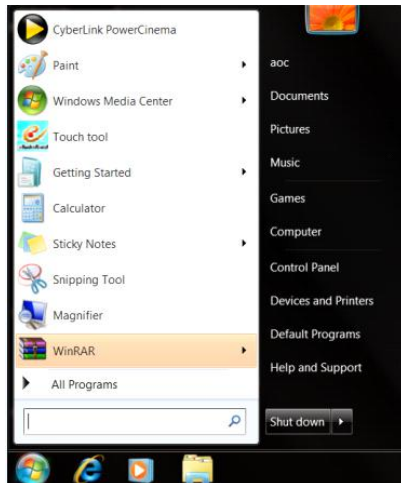 CyberLink PowerCinema
Paint
Windows Media Center
Touch tool
Getting Started
Calculator
Sticky Notes
Snipping Tool
Magnifier
WinRAR
All Programs
aoc
Documents
Pictures
Music
Games
Computer
Control Panel
Devices and Printers
Default Programs
Help and Support
Shut down